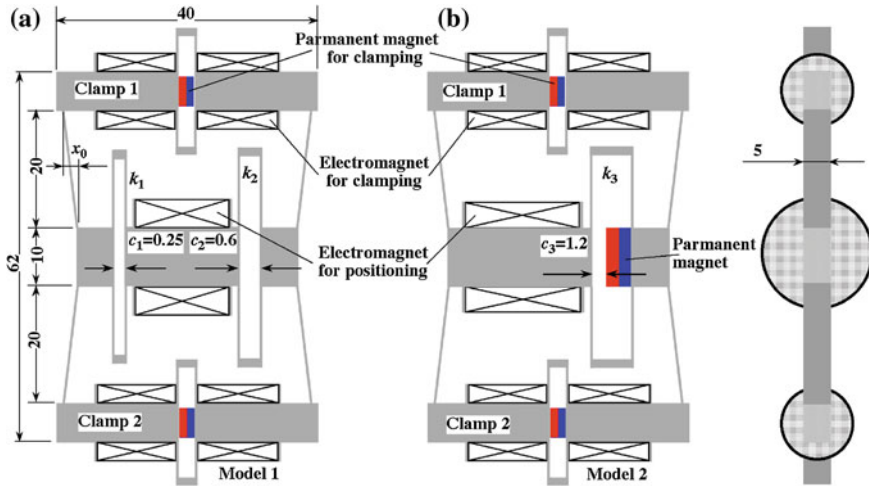 (a)
40
Parmanent magnet
for clamping
(b)
Clamp 1
Clamp 1
x0
20
k1
k2
Electromagnet
for clamping
k3
5
62
10
c1=0.25
c2=0.6
Electromagnet
for positioning
c3=1.2
Parmanent
magnet
20
Clamp 2
Clamp 2
Model 1
Model 2